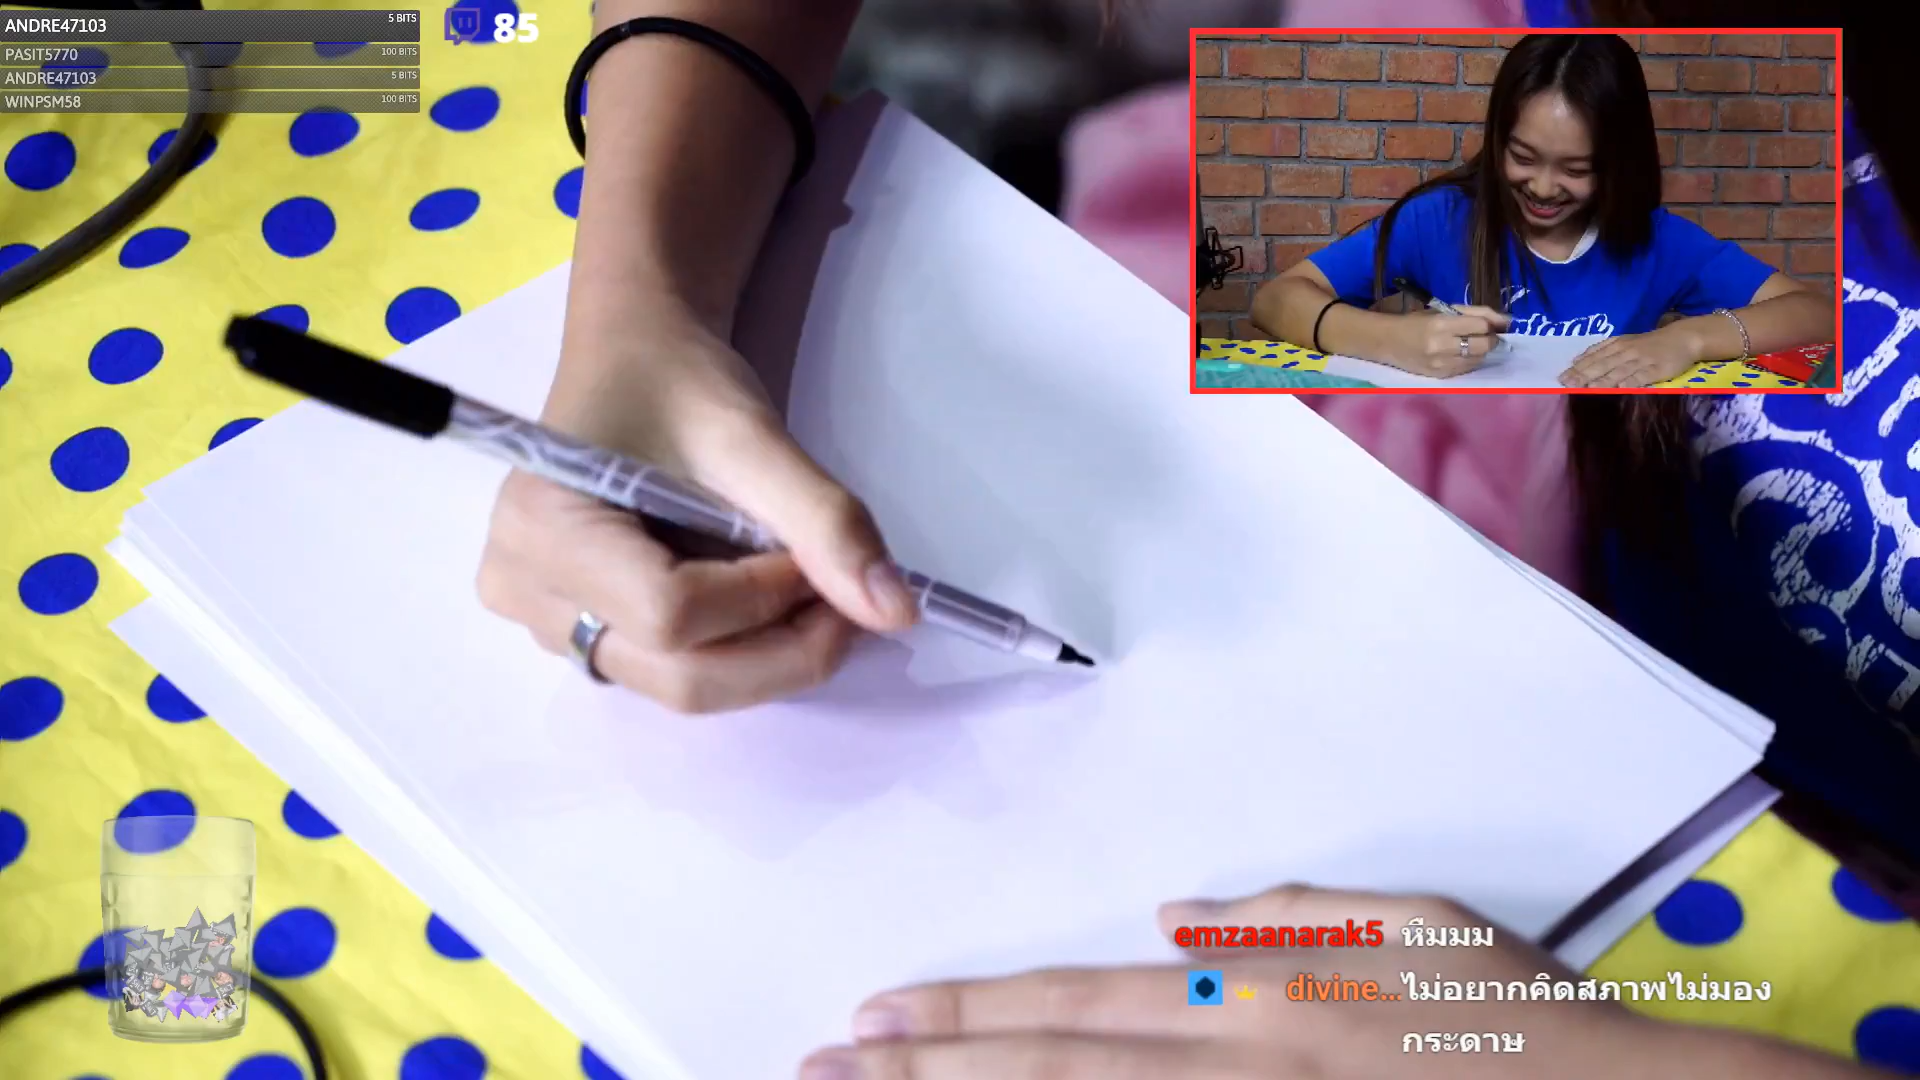 ANDRE47103 5 BITS
PASIT5770 100 BITS
ANDRE47103 5 BITS
WINPSM58 100 BITS
85
emzaanarak5 หึมมม
divine...ไม่อยากคิดสภาพไม่มอง
กระดาษ